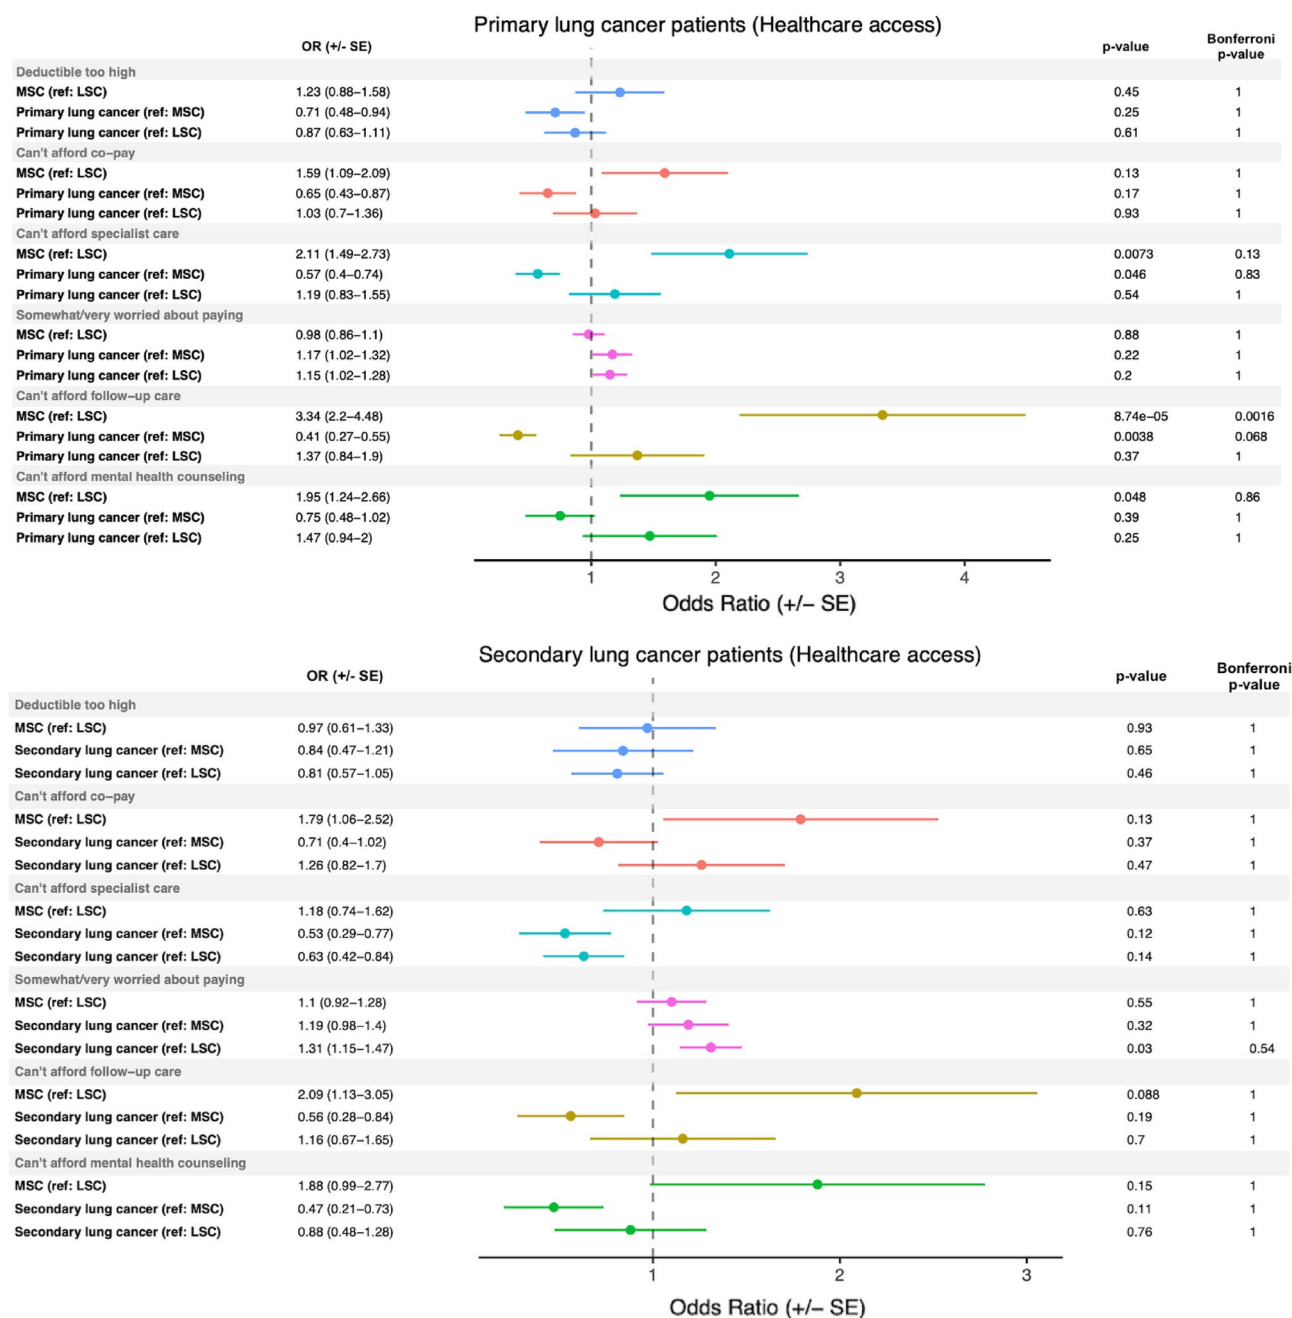 Primary lung cancer patients (Healthcare access)
OR (+/- SE) p-value Bonferroni
p-value
Deductible too high
MSC (ref: LSC) 1.23 (0.88–1.58) 0.45 1
Primary lung cancer (ref: MSC) 0.71 (0.48–0.94) 0.25 1
Primary lung cancer (ref: LSC) 0.87 (0.63–1.11) 0.61 1
Can't afford co–pay
MSC (ref: LSC) 1.59 (1.09–2.09) 0.13 1
Primary lung cancer (ref: MSC) 0.65 (0.43–0.87) 0.17 1
Primary lung cancer (ref: LSC) 1.03 (0.7–1.36) 0.93 1
Can't afford specialist care
MSC (ref: LSC) 2.11 (1.49–2.73) 0.0073 0.13
Primary lung cancer (ref: MSC) 0.57 (0.4–0.74) 0.046 0.83
Primary lung cancer (ref: LSC) 1.19 (0.83–1.55) 0.54 1
Somewhat/very worried about paying
MSC (ref: LSC) 0.98 (0.86–1.1) 0.88 1
Primary lung cancer (ref: MSC) 1.17 (1.02–1.32) 0.22 1
Primary lung cancer (ref: LSC) 1.15 (1.02–1.28) 0.2 1
Can't afford follow–up care
MSC (ref: LSC) 3.34 (2.2–4.48) 8.74e–05 0.0016
Primary lung cancer (ref: MSC) 0.41 (0.27–0.55) 0.0038 0.068
Primary lung cancer (ref: LSC) 1.37 (0.84–1.9) 0.37 1
Can't afford mental health counseling
MSC (ref: LSC) 1.95 (1.24–2.66) 0.048 0.86
Primary lung cancer (ref: MSC) 0.75 (0.48–1.02) 0.39 1
Primary lung cancer (ref: LSC) 1.47 (0.94–2) 0.25 1
1 2 3 4
Odds Ratio (+/– SE)
Secondary lung cancer patients (Healthcare access)
OR (+/- SE) p-value Bonferroni
p-value
Deductible too high
MSC (ref: LSC) 0.97 (0.61–1.33) 0.93 1
Secondary lung cancer (ref: MSC) 0.84 (0.47–1.21) 0.65 1
Secondary lung cancer (ref: LSC) 0.81 (0.57–1.05) 0.46 1
Can't afford co–pay
MSC (ref: LSC) 1.79 (1.06–2.52) 0.13 1
Secondary lung cancer (ref: MSC) 0.71 (0.4–1.02) 0.37 1
Secondary lung cancer (ref: LSC) 1.26 (0.82–1.7) 0.47 1
Can't afford specialist care
MSC (ref: LSC) 1.18 (0.74–1.62) 0.63 1
Secondary lung cancer (ref: MSC) 0.53 (0.29–0.77) 0.12 1
Secondary lung cancer (ref: LSC) 0.63 (0.42–0.84) 0.14 1
Somewhat/very worried about paying
MSC (ref: LSC) 1.1 (0.92–1.28) 0.55 1
Secondary lung cancer (ref: MSC) 1.19 (0.98–1.4) 0.32 1
Secondary lung cancer (ref: LSC) 1.31 (1.15–1.47) 0.03 0.54
Can't afford follow–up care
MSC (ref: LSC) 2.09 (1.13–3.05) 0.088 1
Secondary lung cancer (ref: MSC) 0.56 (0.28–0.84) 0.19 1
Secondary lung cancer (ref: LSC) 1.16 (0.67–1.65) 0.7 1
Can't afford mental health counseling
MSC (ref: LSC) 1.88 (0.99–2.77) 0.15 1
Secondary lung cancer (ref: MSC) 0.47 (0.21–0.73) 0.11 1
Secondary lung cancer (ref: LSC) 0.88 (0.48–1.28) 0.76 1
1 2 3
Odds Ratio (+/– SE)